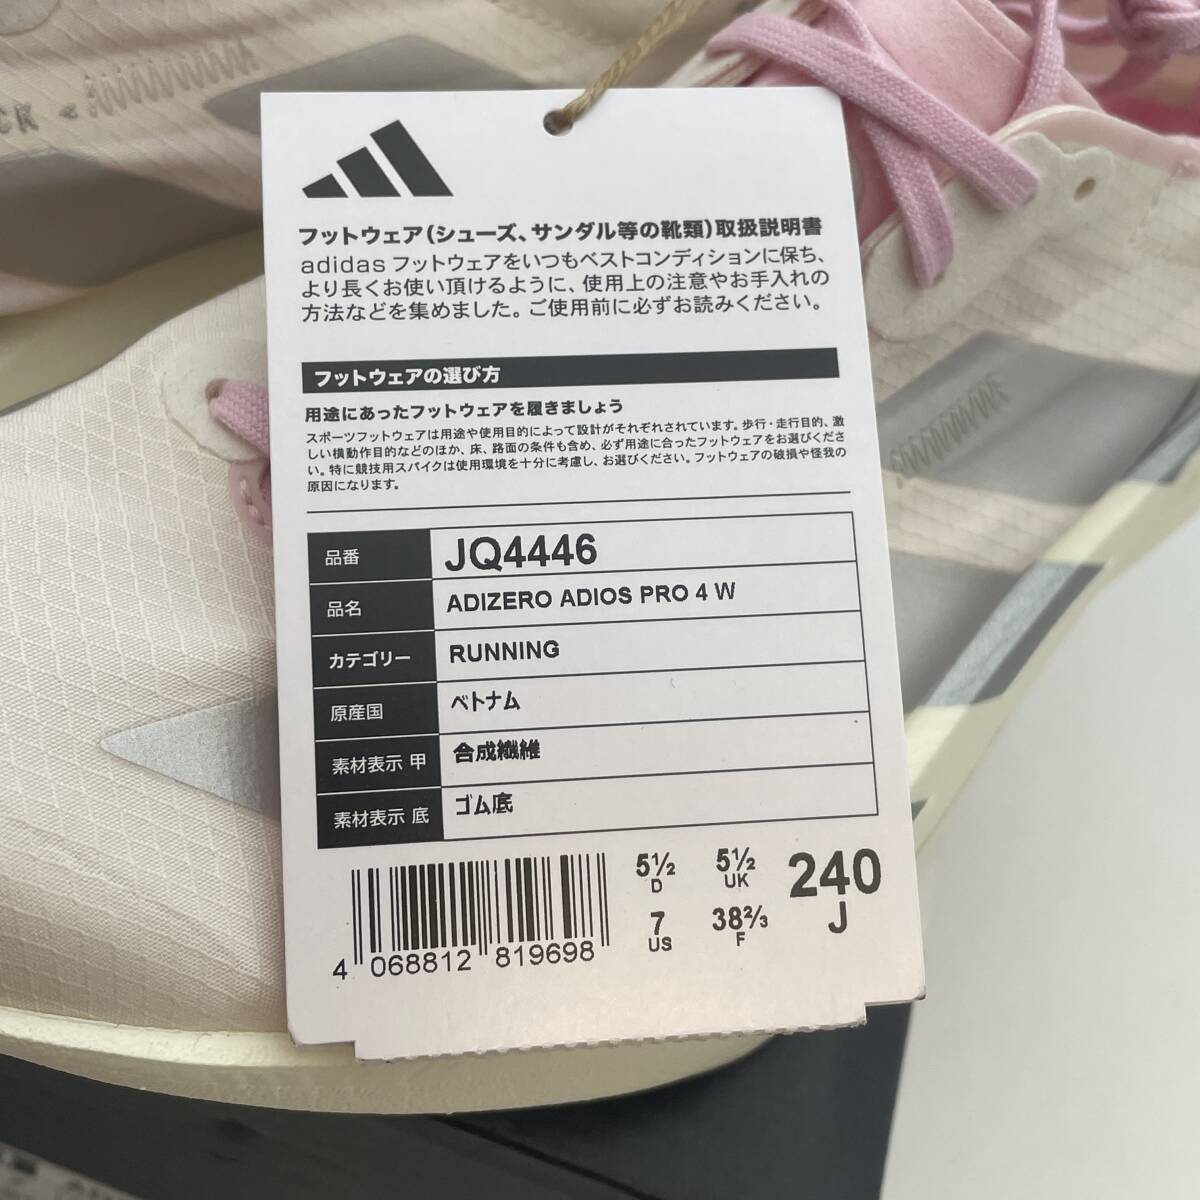 フットウェア(シューズ、サンダル等の靴類)取扱説明書
adidas フットウェアをいつもベストコンディションに保ち、
より長くお使い頂けるように、使用上の注意やお手入れの
方法などを集めました。ご使用前に必ずお読みください。
フットウェアの選び方
用途にあったフットウェアを履きましょう
スポーツフットウェアは用途や使用目的によって設計がそれぞれされています。歩行・走行目的、激
しい横動作目的などのほか、床、路面の条件も含め、必ず用途に合ったフットウェアをお選びくださ
い。特に競技用スパイクは使用環境を十分に考慮し、お選びください。フットウェアの破損や怪我の
原因になります。
品番 JQ4446
品名 ADIZERO ADIOS PRO 4 W
カテゴリー RUNNING
原産国 ベトナム
素材表示 甲 合成繊維
素材表示 底 ゴム底
5½ D 5½ UK 240 J
7 US 38⅔ F
4 068812 819698